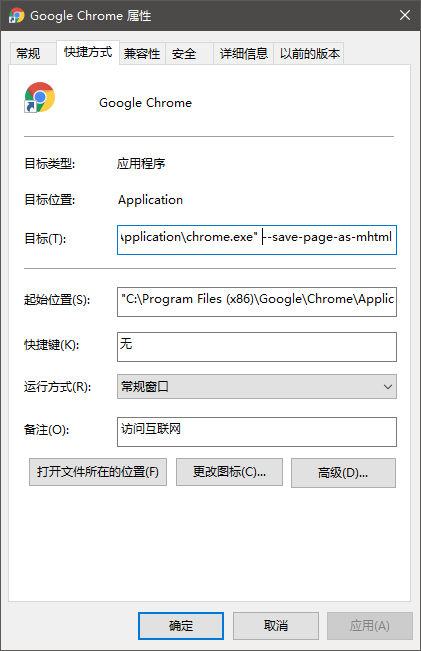 Google Chrome 属性
常规 快捷方式 兼容性 安全 详细信息 以前的版本
Google Chrome
目标类型: 应用程序
目标位置: Application
目标(T): \pplication\chrome.exe" --save-page-as-mhtml
起始位置(S): "C:\Program Files (x86)\Google\Chrome\Applic
快捷键(K): 无
运行方式(R): 常规窗口
备注(O): 访问互联网
打开文件所在的位置(F) 更改图标(C)... 高级(D)...
确定 取消 应用(A)